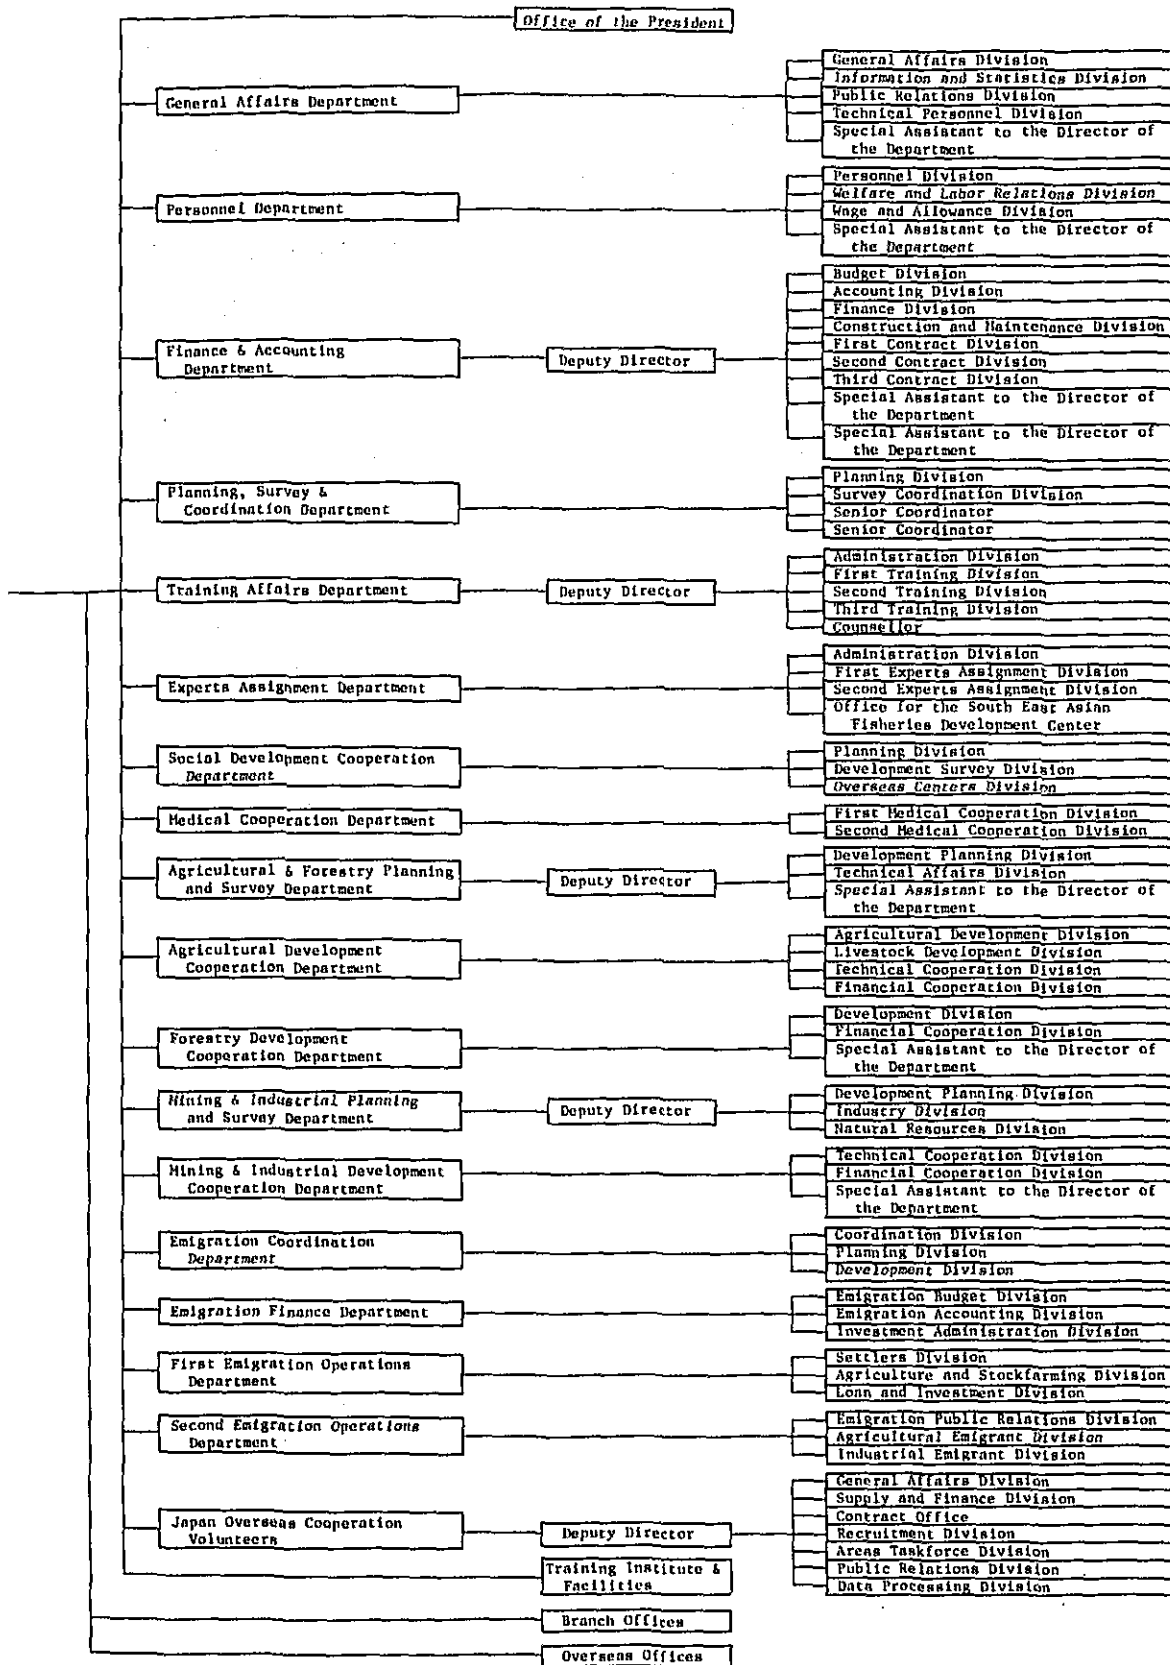 Office of the President
General Affairs Department
General Affairs Division
Information and Statistics Division
Public Relations Division
Technical Personnel Division
Special Assistant to the Director of
the Department
Personnel Department
Personnel Division
Welfare and Labor Relations Division
Wage and Allowance Division
Special Assistant to the Director of
the Department
Finance & Accounting
Department
Deputy Director
Budget Division
Accounting Division
Finance Division
Construction and Maintenance Division
First Contract Division
Second Contract Division
Third Contract Division
Special Assistant to the Director of
the Department
Special Assistant to the Director of
the Department
Planning, Survey &
Coordination Department
Planning Division
Survey Coordination Division
Senior Coordinator
Senior Coordinator
Training Affairs Department
Deputy Director
Administration Division
First Training Division
Second Training Division
Third Training Division
Counsellor
Experts Assignment Department
Administration Division
First Experts Assignment Division
Second Experts Assignment Division
Office for the South East Asian
Fisheries Development Center
Social Development Cooperation
Department
Planning Division
Development Survey Division
Overseas Centers Division
Medical Cooperation Department
First Medical Cooperation Division
Second Medical Cooperation Division
Agricultural & Forestry Planning
and Survey Department
Deputy Director
Development Planning Division
Technical Affairs Division
Special Assistant to the Director of
the Department
Agricultural Development
Cooperation Department
Agricultural Development Division
Livestock Development Division
Technical Cooperation Division
Financial Cooperation Division
Forestry Development
Cooperation Department
Development Division
Financial Cooperation Division
Special Assistant to the Director of
the Department
Mining & Industrial Planning
and Survey Department
Deputy Director
Development Planning Division
Industry Division
Natural Resources Division
Mining & Industrial Development
Cooperation Department
Technical Cooperation Division
Financial Cooperation Division
Special Assistant to the Director of
the Department
Emigration Coordination
Department
Coordination Division
Planning Division
Development Division
Emigration Finance Department
Emigration Budget Division
Emigration Accounting Division
Investment Administration Division
First Emigration Operations
Department
Settlers Division
Agriculture and Stockfarming Division
Loan and Investment Division
Second Emigration Operations
Department
Emigration Public Relations Division
Agricultural Emigrant Division
Industrial Emigrant Division
Japan Overseas Cooperation
Volunteers
Deputy Director
General Affairs Division
Supply and Finance Division
Contract Office
Recruitment Division
Areas Taskforce Division
Public Relations Division
Data Processing Division
Training Institute &
Facilities
Branch Offices
Overseas Offices